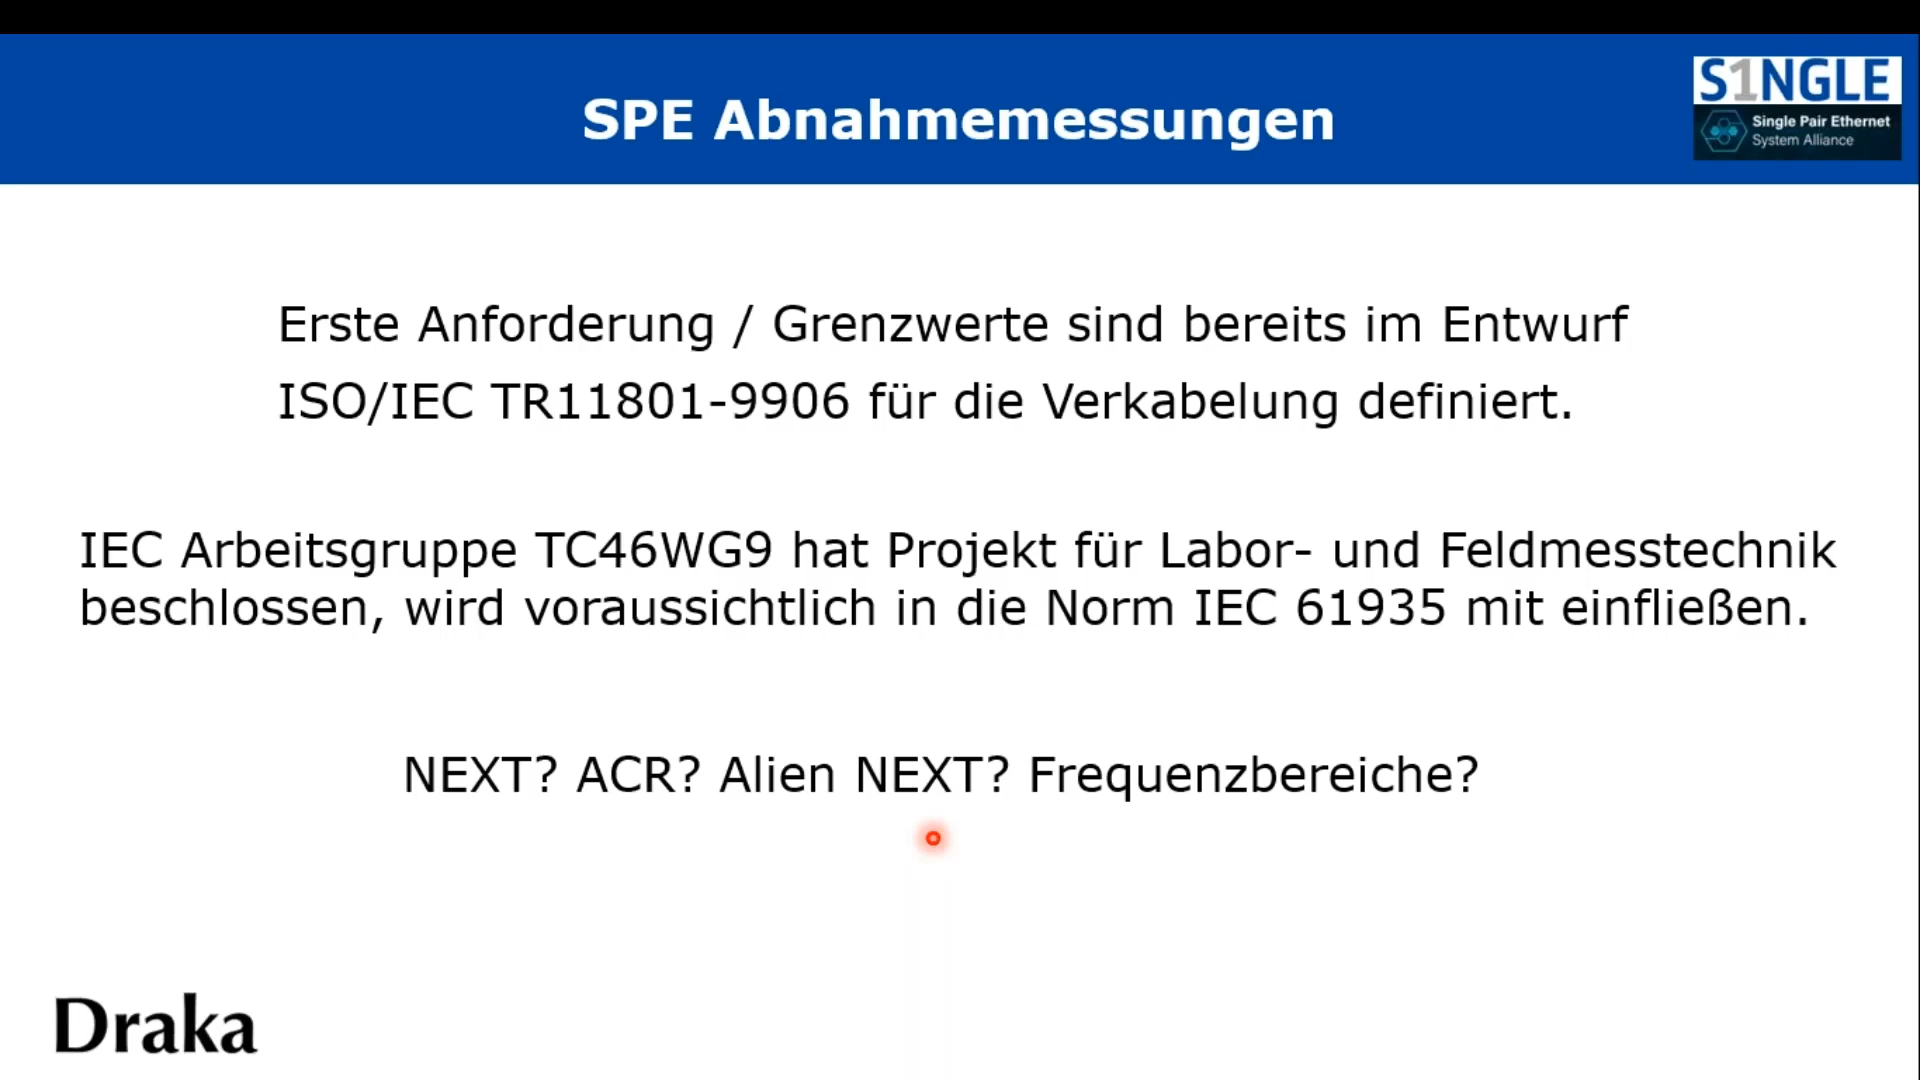 SPE Abnahmemessungen
S1NGLE
Single Pair Ethernet
System Alliance
Erste Anforderung / Grenzwerte sind bereits im Entwurf
ISO/IEC TR11801-9906 für die Verkabelung definiert.
IEC Arbeitsgruppe TC46WG9 hat Projekt für Labor- und Feldmesstechnik
beschlossen, wird voraussichtlich in die Norm IEC 61935 mit einfließen.
NEXT? ACR? Alien NEXT? Frequenzbereiche?
Draka